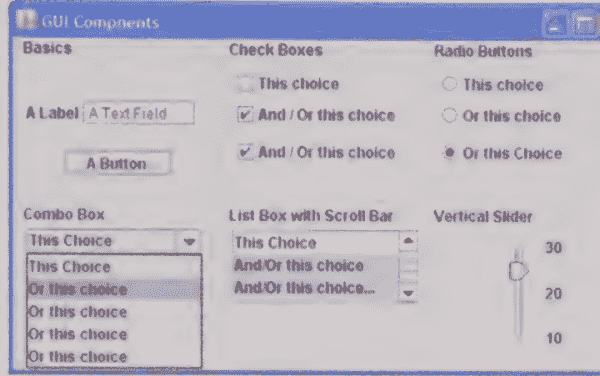 GUI Components
Basics
A Label A Text Field
A Button
Check Boxes
This choice
And / Or this choice
And / Or this choice
Radio Buttons
This choice
Or this choice
Or this Choice
Combo Box
This Choice
This Choice
Or this choice
Or this choice
Or this choice
Or this choice
List Box with Scroll Bar
This Choice
And/Or this choice
And/Or this choice...
Vertical Slider
30
20
10